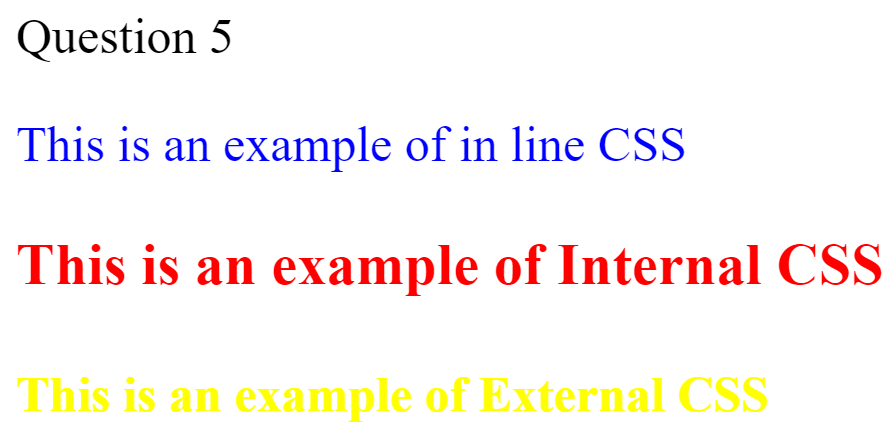 Question 5
This is an example of in line CSS
This is an example of Internal CSS
This is an example of External CSS